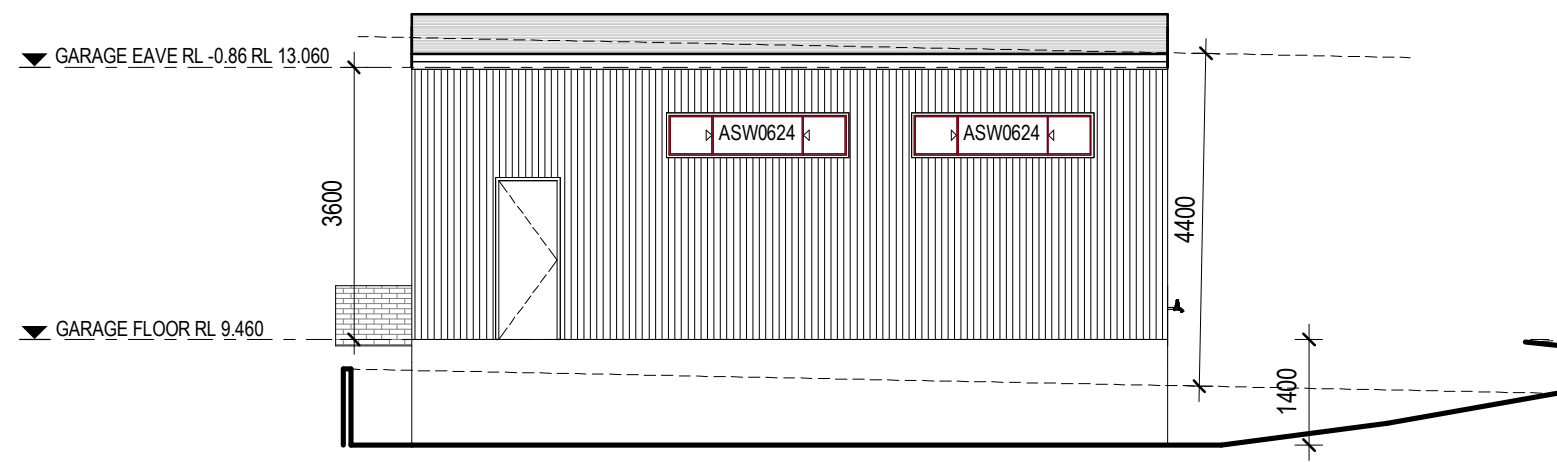 GARAGE EAVE RL -0.86 RL 13.060
ASW0624
ASW0624
3600
4400
GARAGE FLOOR RL 9.460
1400